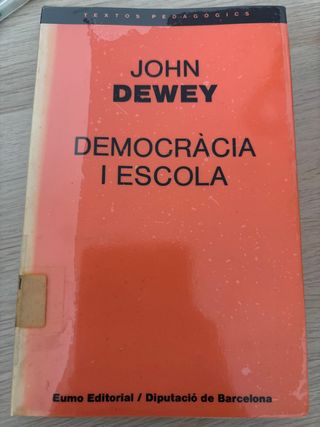 TEXTOS PEDAGÒGICS
JOHN
DEWEY
DEMOCRÀCIA
I ESCOLA
Eumo Editorial / Diputació de Barcelona